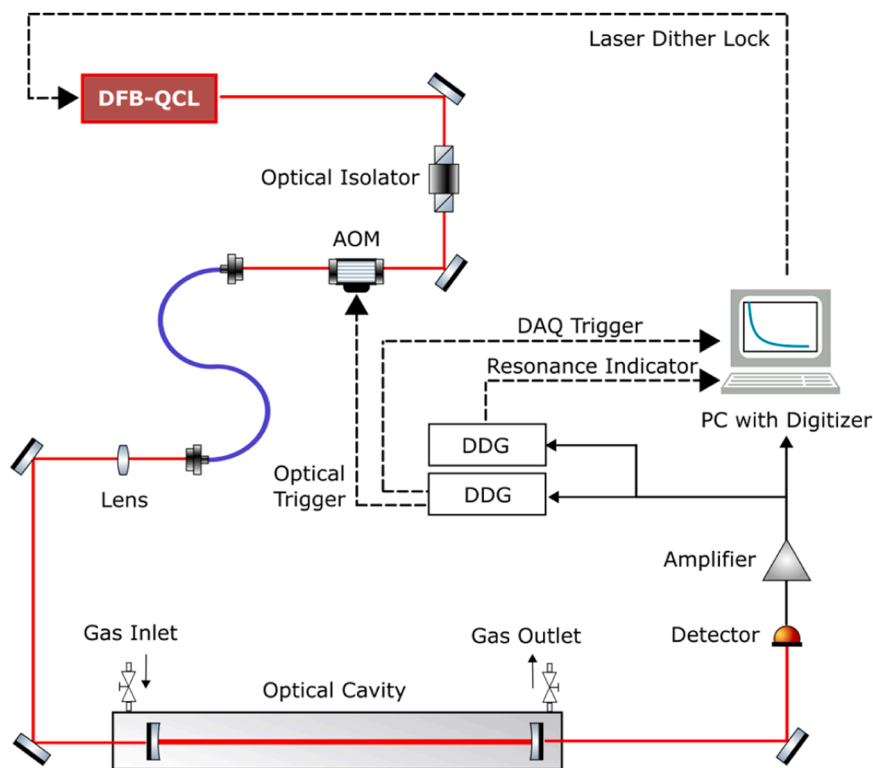 Laser Dither Lock
DFB-QCL
Optical Isolator
AOM
DAQ Trigger
Resonance Indicator
PC with Digitizer
DDG
Optical
Trigger
DDG
Lens
Amplifier
Gas Inlet
Gas Outlet
Detector
Optical Cavity